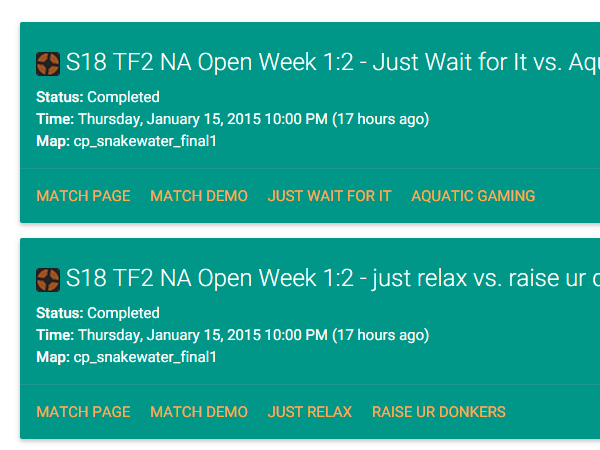 S18 TF2 NA Open Week 1:2 - Just Wait for It vs.
Status: Completed
Time: Thursday, January 15, 2015 10:00 PM (17 hours ago)
Map: cp_snakewater_final1
MATCH PAGE MATCH DEMO JUST WAIT FOR IT AQUATIC GAMING
S18 TF2 NA Open Week 1:2 - just relax vs. raise ur
Status: Completed
Time: Thursday, January 15, 2015 10:00 PM (17 hours ago)
Map: cp_snakewater_final1
MATCH PAGE MATCH DEMO JUST RELAX RAISE UR DONKERS